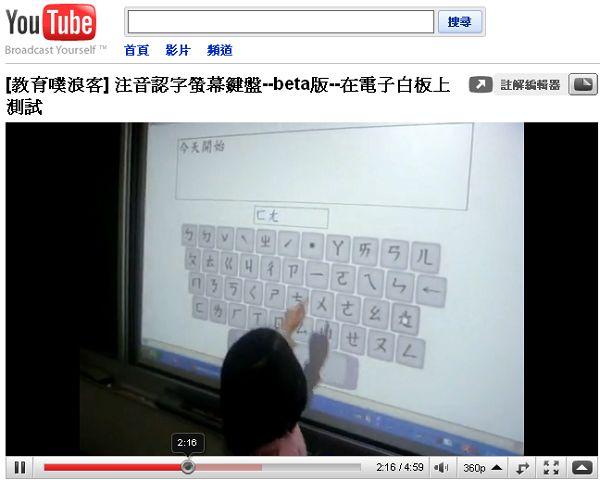 YouTube
搜尋
Broadcast Yourself ™
首頁 影片 頻道
[教育噗浪客] 注音認字螢幕鍵盤--beta版--在電子白板上
測試
註解編輯器
今天開始
ㄈㄤ
ㄅ ㄉ ˇ ˋ ㄓ ˊ ˙ ㄚ ㄞ ㄢ ㄦ
ㄆ ㄊ ㄍ ㄐ ㄔ ㄗ ㄧ ㄛ ㄟ ㄣ ←
ㄇ ㄋ ㄎ ㄑ ㄕ ㄘ ㄨ ㄜ ㄠ
ㄈ ㄌ ㄏ ㄒ ㄖ ㄙ ㄩ ㄝ ㄡ ㄥ
2:16
2:16 / 4:59
360p